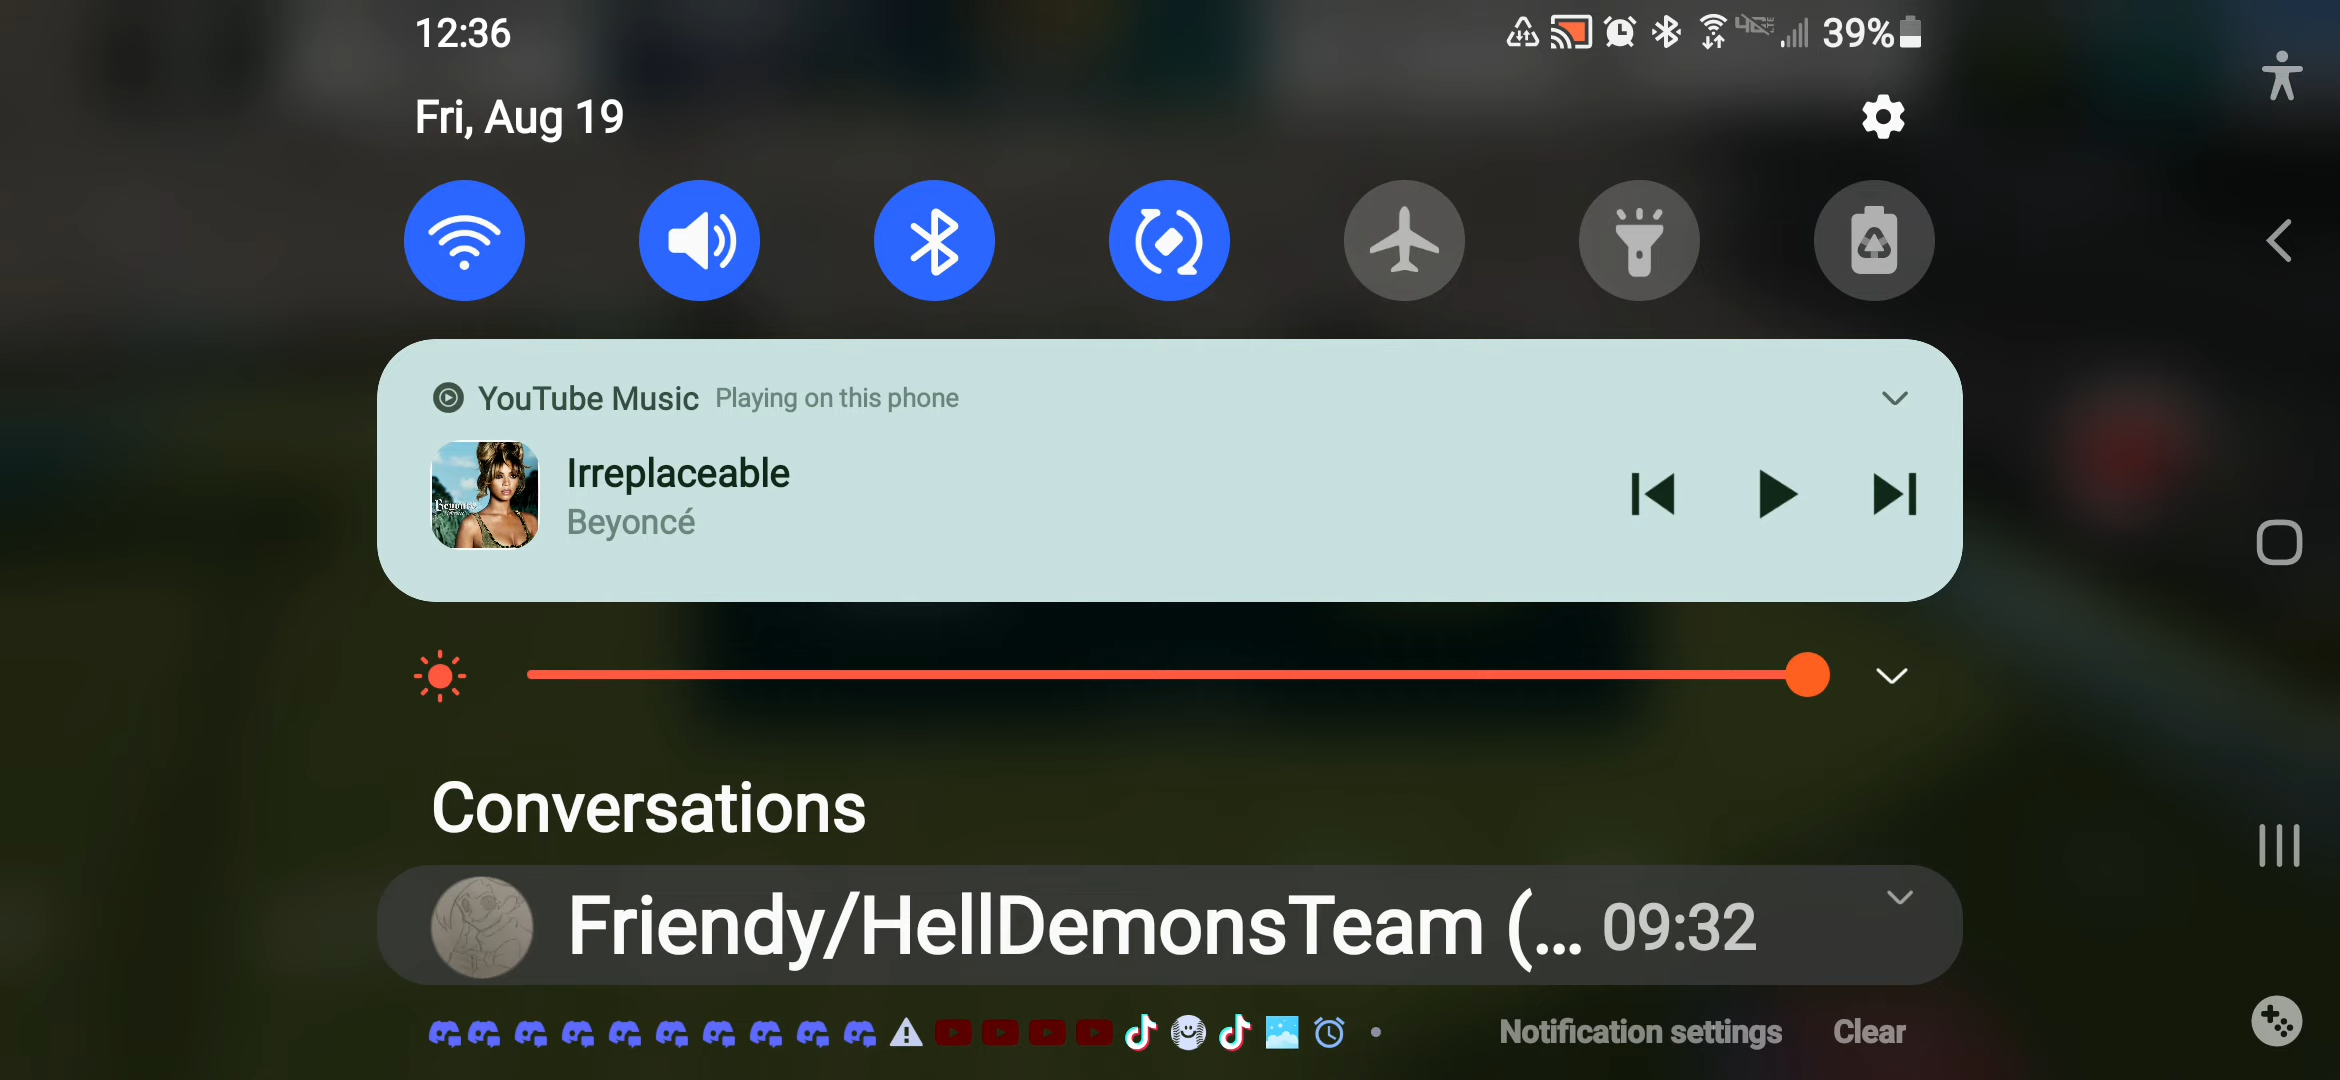 12:36
39%
Fri, Aug 19
YouTube Music Playing on this phone
Irreplaceable
Beyoncé
Conversations
Friendy/HellDemonsTeam (... 09:32
Notification settings Clear